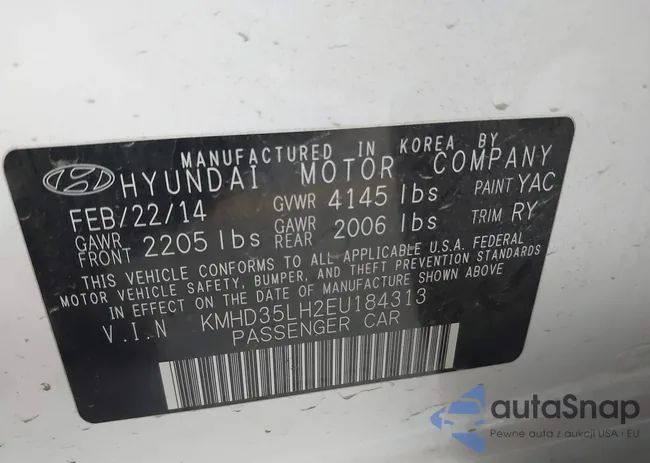 MANUFACTURED IN KOREA BY
HYUNDAI MOTOR COMPANY
FEB/22/14 GVWR 4145 lbs PAINT YAC
GAWR FRONT 2205 lbs GAWR REAR 2006 lbs TRIM RY
THIS VEHICLE CONFORMS TO ALL APPLICABLE U.S.A. FEDERAL
MOTOR VEHICLE SAFETY, BUMPER, AND THEFT PREVENTION STANDARDS
IN EFFECT ON THE DATE OF MANUFACTURE SHOWN ABOVE
V.I.N KMHD35LH2EU184313
PASSENGER CAR
autaSnap
Pewne auta z aukcji USA i EU